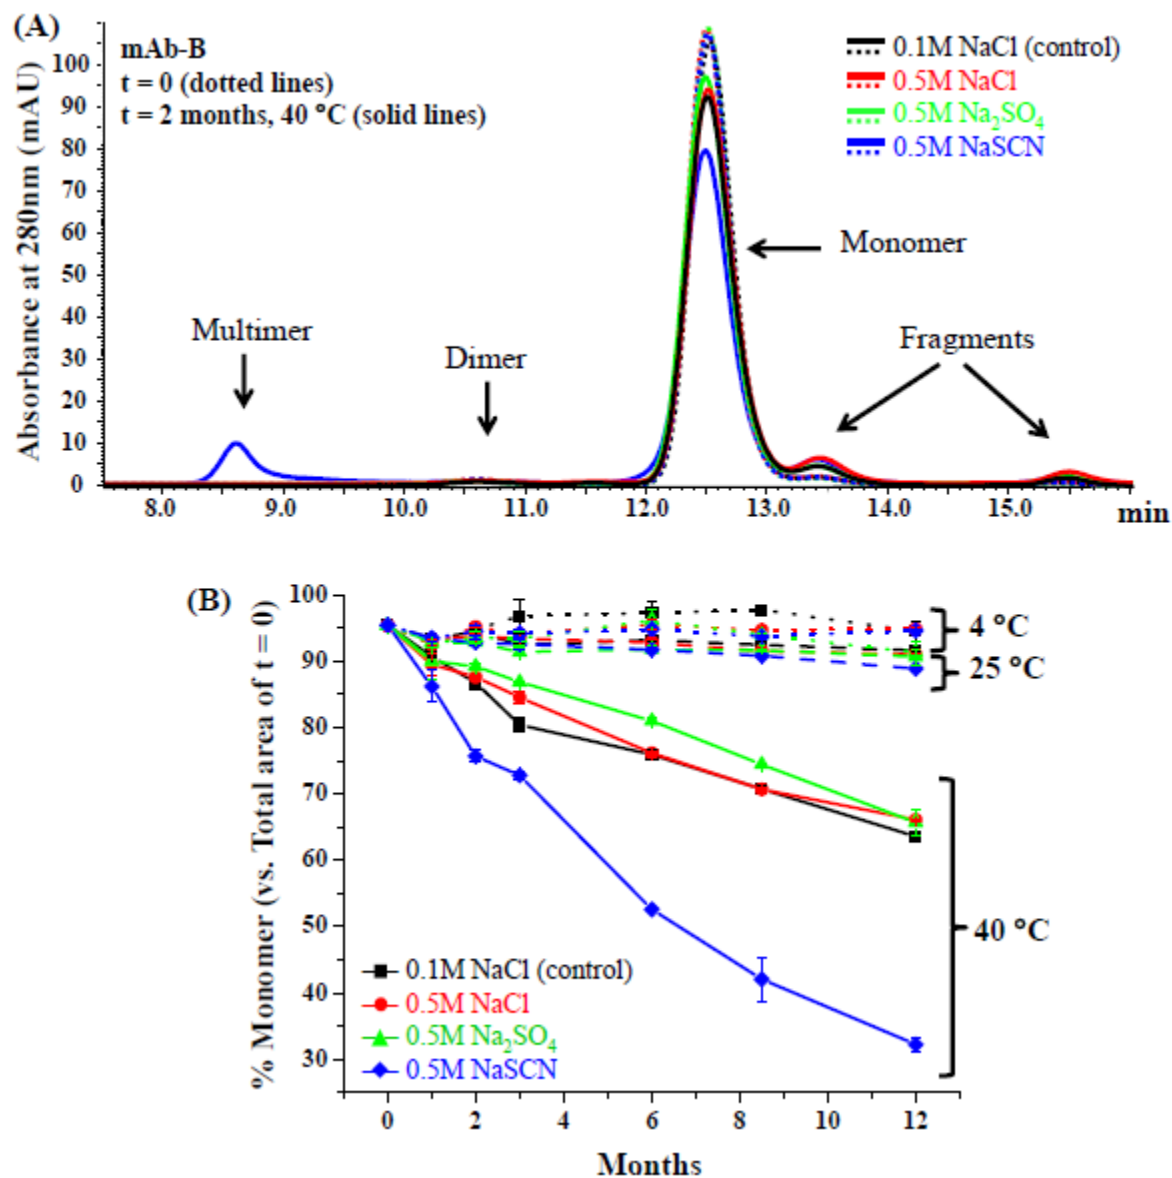 (A)
mAb-B
t = 0 (dotted lines)
t = 2 months, 40 °C (solid lines)
0.1M NaCl (control)
0.5M NaCl
0.5M Na₂SO₄
0.5M NaSCN
Absorbance at 280nm (mAU)
100
90
80
70
60
50
40
30
20
10
0
Multimer
Dimer
Monomer
Fragments
8.0 9.0 10.0 11.0 12.0 13.0 14.0 15.0 min
(B)
% Monomer (vs. Total area of t = 0)
100
90
80
70
60
50
40
30
4 °C
25 °C
40 °C
0.1M NaCl (control)
0.5M NaCl
0.5M Na₂SO₄
0.5M NaSCN
0 2 4 6 8 10 12
Months